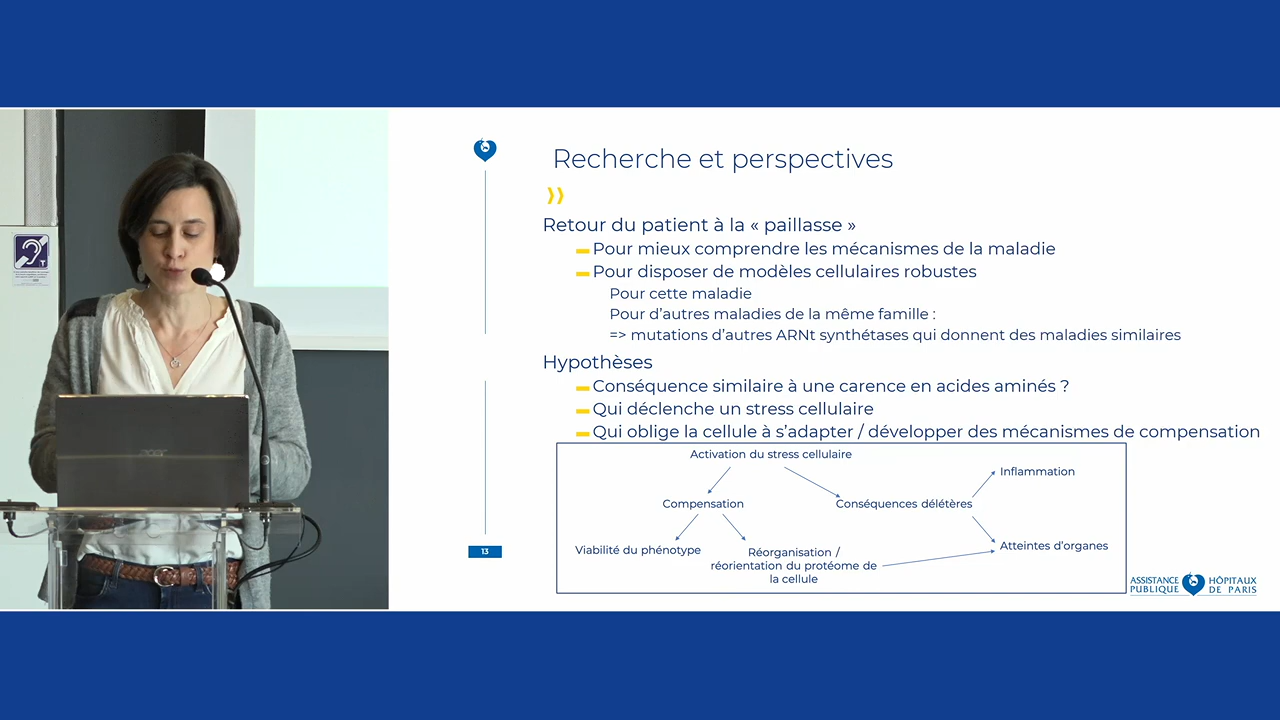 Recherche et perspectives
Retour du patient à la « paillasse »
Pour mieux comprendre les mécanismes de la maladie
Pour disposer de modèles cellulaires robustes
Pour cette maladie
Pour d’autres maladies de la même famille :
=> mutations d’autres ARNt synthétases qui donnent des maladies similaires
Hypothèses
Conséquence similaire à une carence en acides aminés ?
Qui déclenche un stress cellulaire
Qui oblige la cellule à s’adapter / développer des mécanismes de compensation
Activation du stress cellulaire
Inflammation
Compensation
Conséquences délétères
Viabilité du phénotype
Réorganisation /
réorientation du protéome de
la cellule
Atteintes d’organes
13
ASSISTANCE
PUBLIQUE
HÔPITAUX
DE PARIS
acer
T